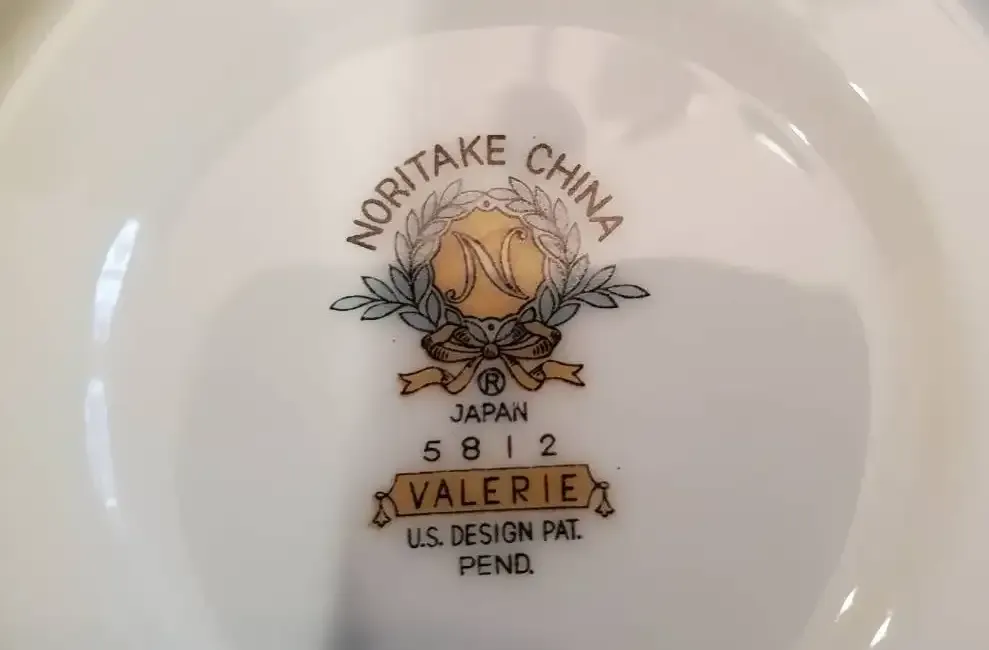 NORITAKE CHINA
N
®
JAPAN
5812
VALERIE
U.S. DESIGN PAT.
PEND.